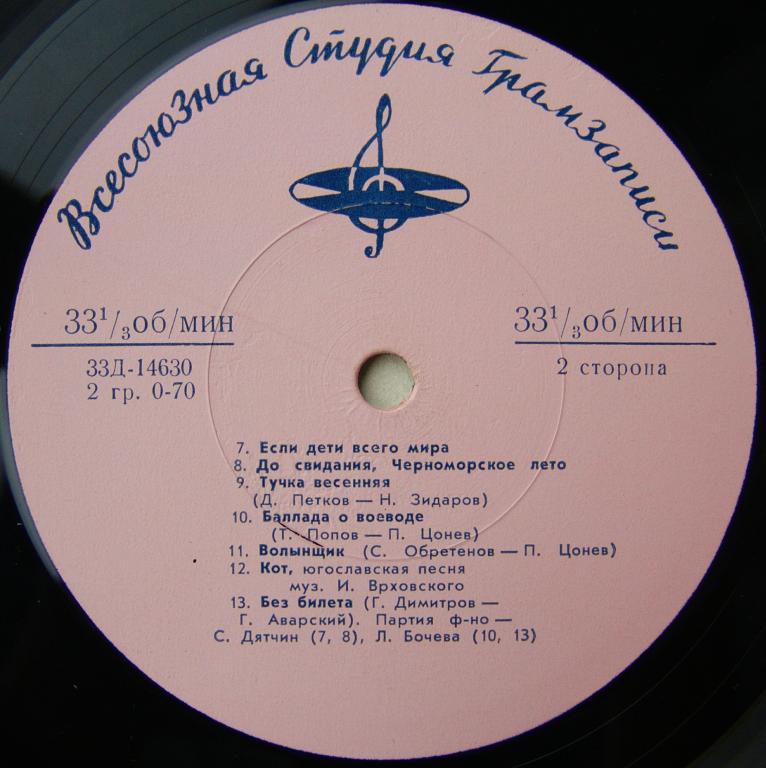 Всесоюзная Студия Грамзаписи
33¹/₃об/мин
33¹/₃об/мин
33Д-14630
2 сторона
2 гр. 0-70
7. Если дети всего мира
8. До свидания, Черноморское лето
9. Тучка весенняя
(Д. Петков — Н. Зидаров)
10. Баллада о воеводе
(Т. Попов — П. Цонев)
11. Волынщик (С. Обретенов — П. Цонев)
12. Кот, югославская песня
муз. И. Врховского
13. Без билета (Г. Димитров —
Г. Аварский). Партия ф-но —
С. Дятчин (7, 8), Л. Бочева (10, 13)